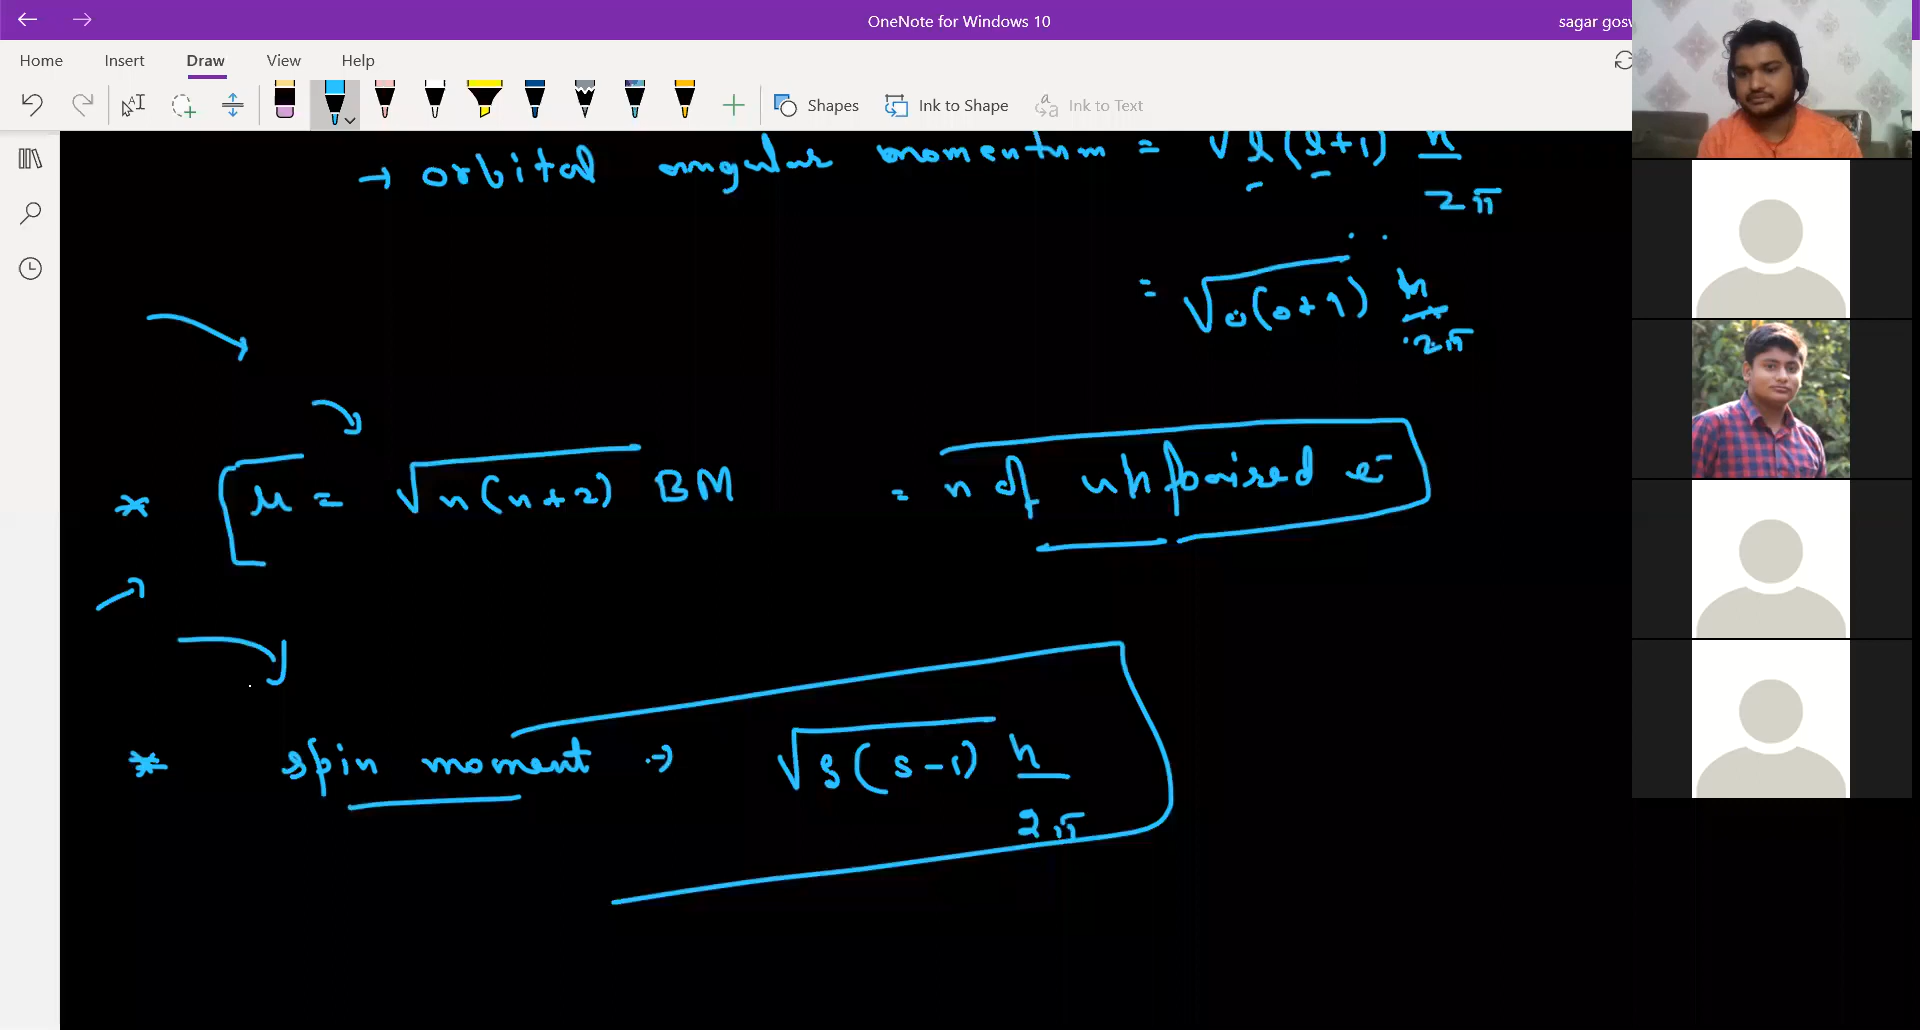 OneNote for Windows 10
sagar gosw
Home Insert Draw View Help
Shapes Ink to Shape Ink to Text
→ orbital angular momentum = √l(l+1) h/2π
= √0(0+1) h/2π
* μ = √n(n+2) BM = n of unpaired e⁻
* spin moment → √s(s-1) h/2π